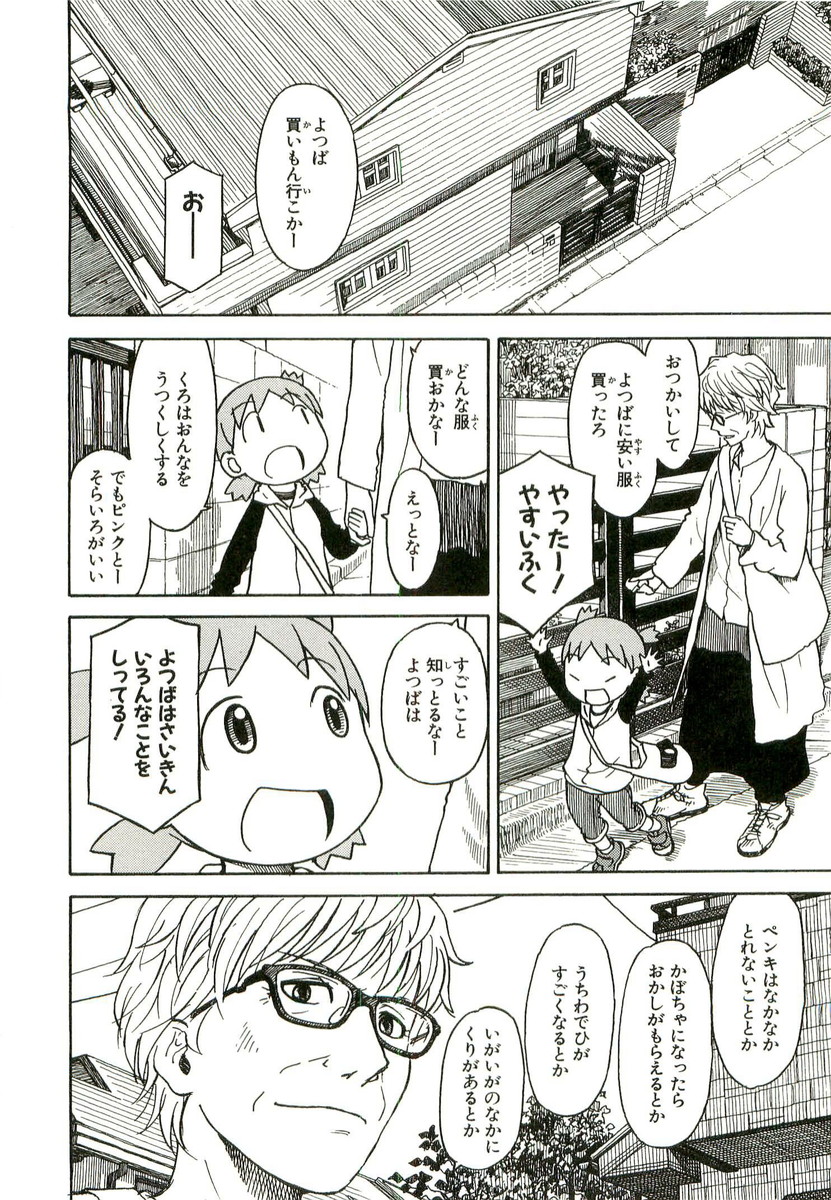 よつば
買いもん行こかー
おー
おつかいして
よつばに安い服
買ったろ
やったー！
やすいふく
どんな服
買おかなー
えっとなー
くろはおんなを
うつくしくする
でもピンクとー
そらいろがいい
すごいこと
知っとるなー
よつばは
よつばはさいきん
いろんなことを
しってる！
ペンキはなかなか
とれないこととか
かぼちゃになったら
おかしがもらえるとか
うちわでひが
すごくなるとか
いがいがのなかに
くりがあるとか